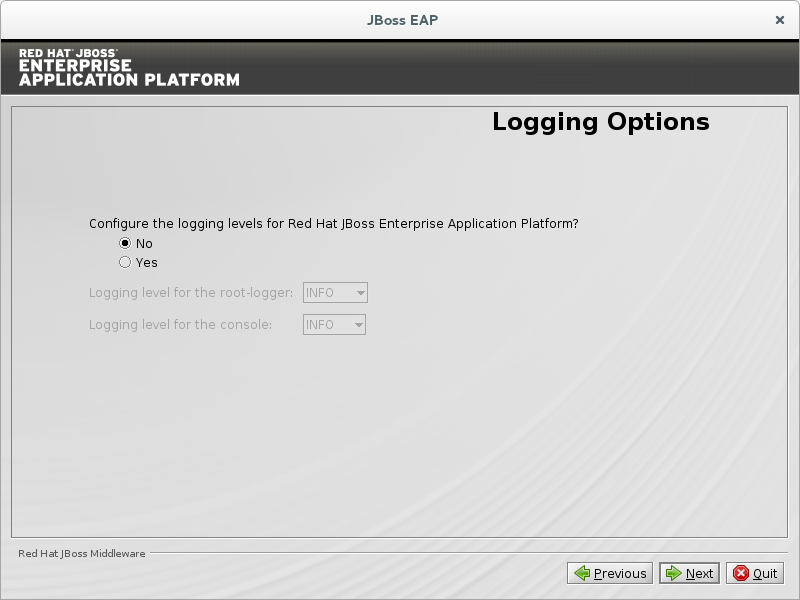 JBoss EAP
RED HAT® JBOSS®
ENTERPRISE
APPLICATION PLATFORM
Logging Options
Configure the logging levels for Red Hat JBoss Enterprise Application Platform?
No
Yes
Logging level for the root-logger: INFO
Logging level for the console: INFO
Red Hat JBoss Middleware
Previous Next Quit